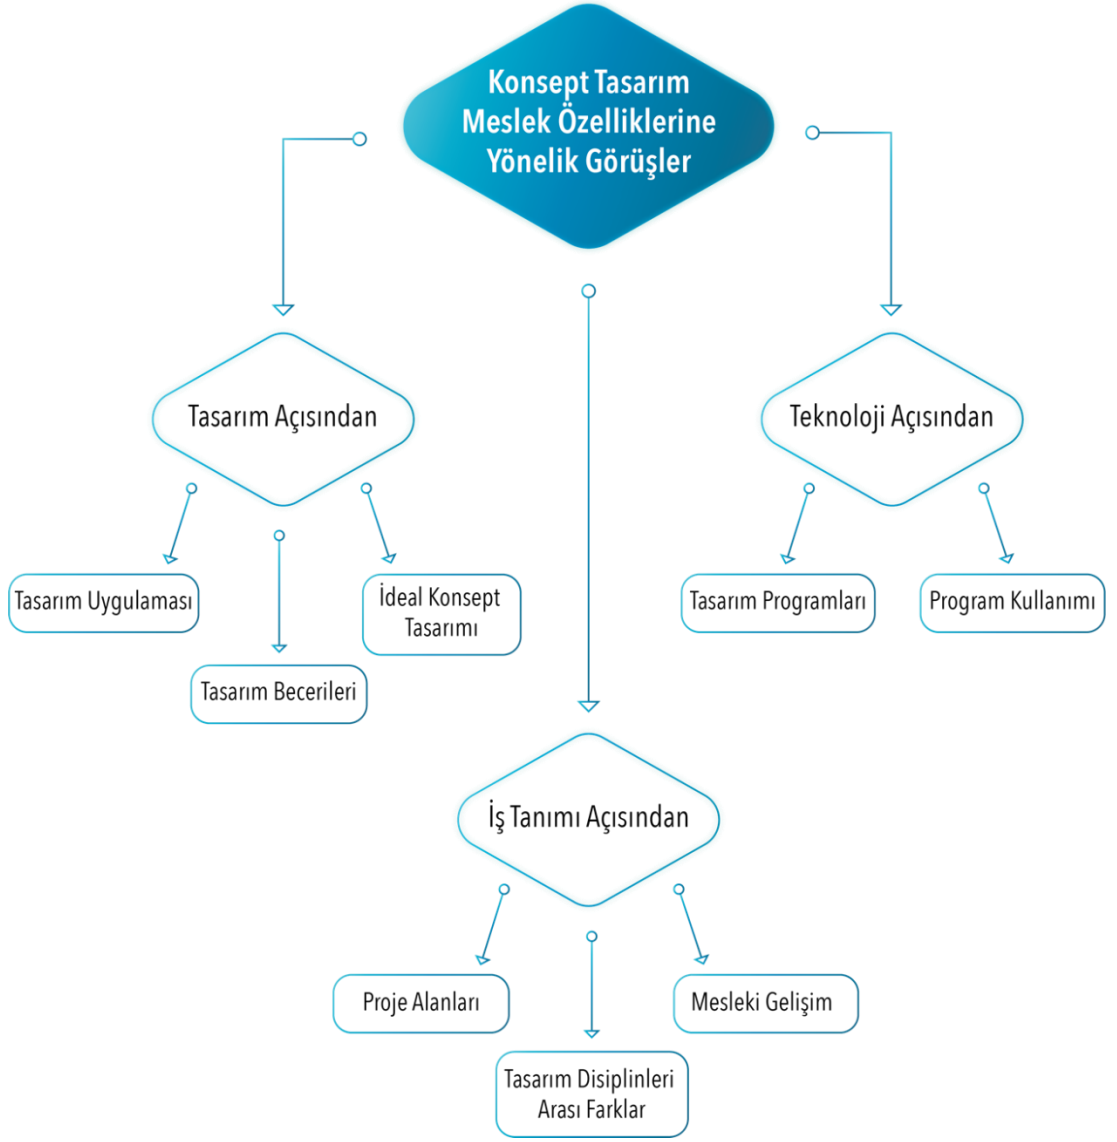 Konsept Tasarım
Meslek Özelliklerine
Yönelik Görüşler
Tasarım Açısından
Teknoloji Açısından
Tasarım Uygulaması
İdeal Konsept
Tasarımı
Tasarım Becerileri
Tasarım Programları
Program Kullanımı
İş Tanımı Açısından
Proje Alanları
Mesleki Gelişim
Tasarım Disiplinleri
Arası Farklar